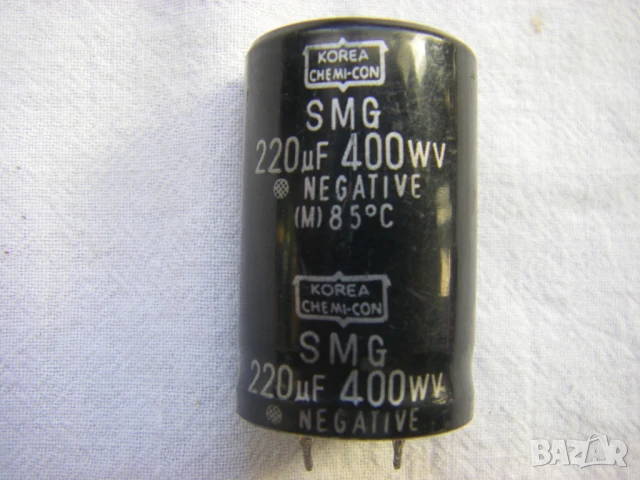 KOREA
CHEMI-CON
SMG
220µF 400WV
NEGATIVE
(M) 85°C
KOREA
CHEMI-CON
SMG
220µF 400WV
NEGATIVE
BAZAR